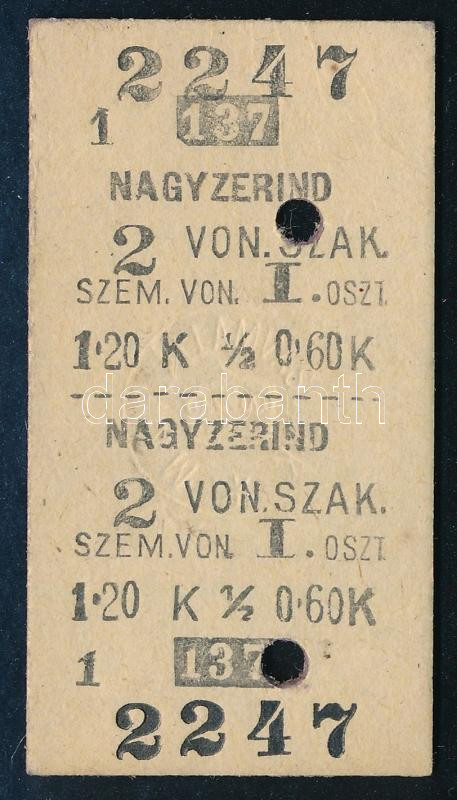 2247
1 137
NAGYZERIND
2 VON. SZAK.
SZEM. VON. I. OSZT.
1·20 K ½ 0·60K
darabanth
NAGYZERIND
2 VON. SZAK.
SZEM. VON. I. OSZT
1·20 K ½ 0·60K
1 137
2247